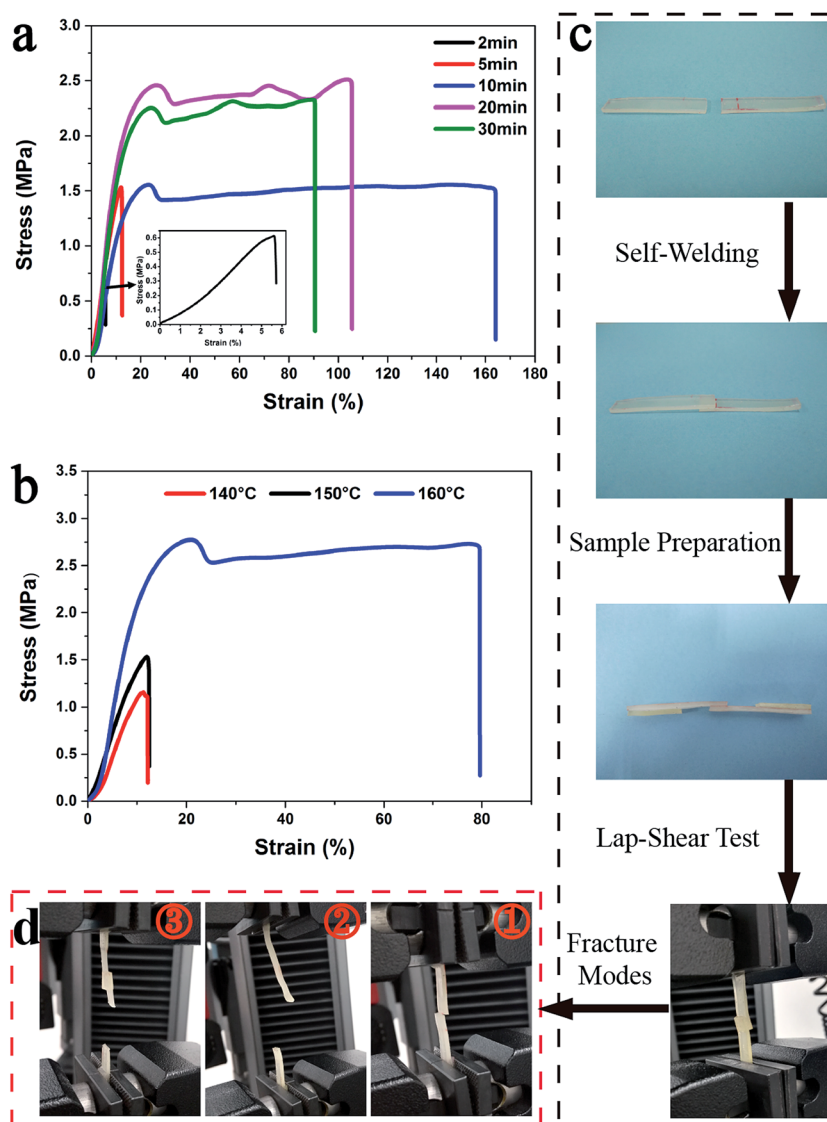 a
3.0
2.5
2.0
1.5
1.0
0.5
0.0
Stress (MPa)
2min
5min
10min
20min
30min
0.6
0.5
0.4
0.3
0.2
0.1
0.0
Stress (MPa)
0 1 2 3 4 5 6
Strain (%)
0 20 40 60 80 100 120 140 160 180
Strain (%)
b
3.5
3.0
2.5
2.0
1.5
1.0
0.5
0.0
Stress (MPa)
140°C 150°C 160°C
0 20 40 60 80
Strain (%)
c
Self-Welding
Sample Preparation
Lap-Shear Test
Fracture
Modes
d
③ ② ①